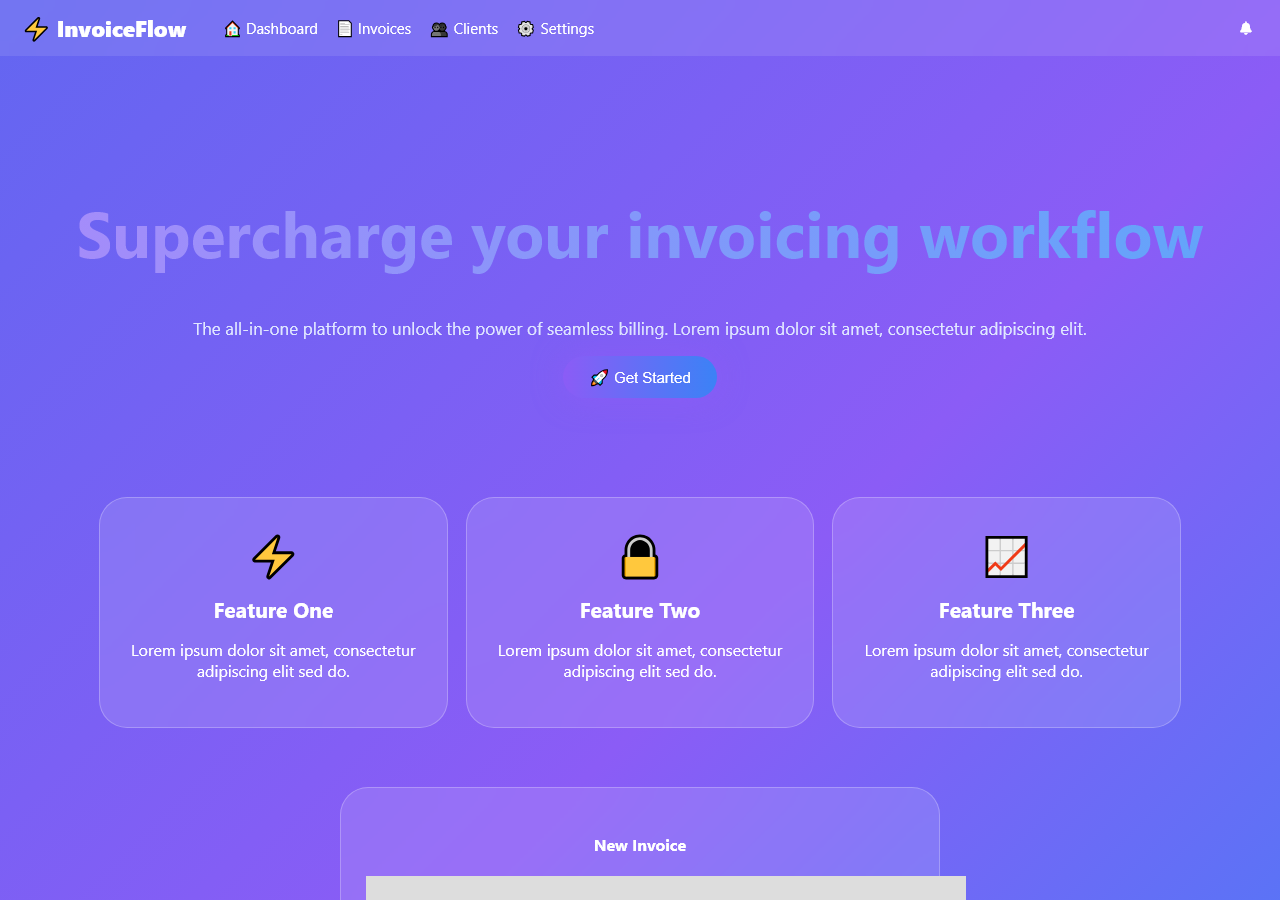 InvoiceFlow
Dashboard
Invoices
Clients
Settings
Supercharge your invoicing workflow
The all-in-one platform to unlock the power of seamless billing. Lorem ipsum dolor sit amet, consectetur adipiscing elit.
Get Started
Feature One
Lorem ipsum dolor sit amet, consectetur
adipiscing elit sed do.
Feature Two
Lorem ipsum dolor sit amet, consectetur
adipiscing elit sed do.
Feature Three
Lorem ipsum dolor sit amet, consectetur
adipiscing elit sed do.
New Invoice